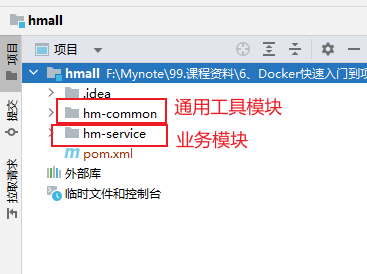 hmall
项目
提交
拉取请求
项目
hmall F:\Mynote\99.课程资料\6、Docker快速入门到项
.idea
hm-common
通用工具模块
hm-service
业务模块
pom.xml
外部库
临时文件和控制台